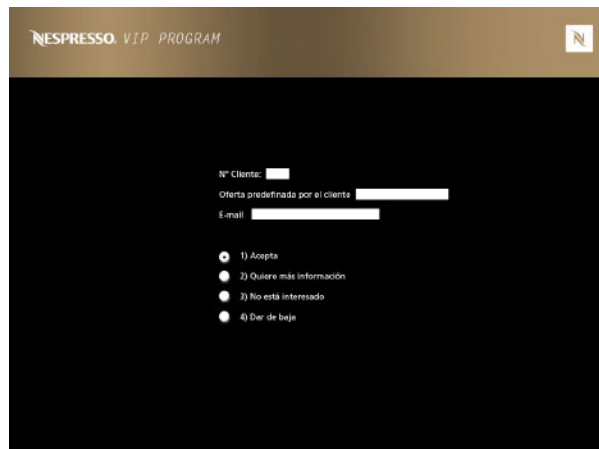 NESPRESSO. VIP PROGRAM
N
Nº Cliente:
Oferta predefinada por el cliente
E-mail
1) Acepta
2) Quiere más información
3) No está interesado
4) Dar de baja